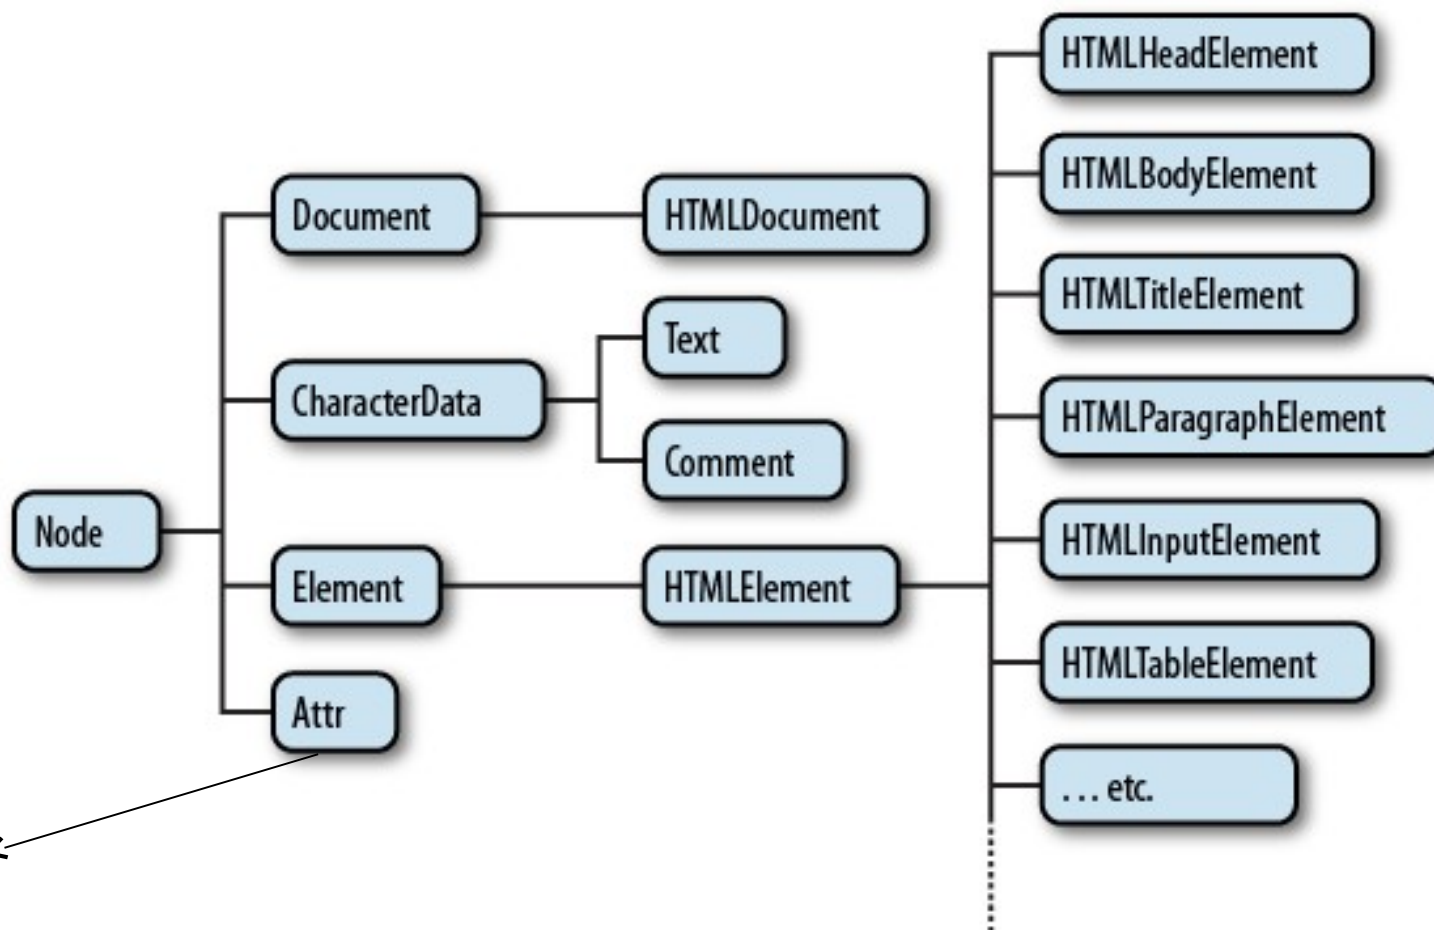 HTMLHeadElement
HTMLBodyElement
Document
HTMLDocument
HTMLTitleElement
Text
CharacterData
HTMLParagraphElement
Comment
Node
HTMLInputElement
Element
HTMLElement
HTMLTableElement
Attr
. . . etc.